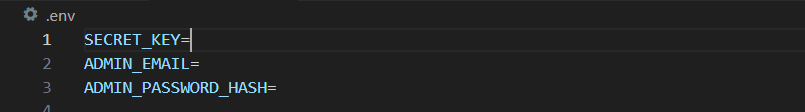 .env
1 SECRET_KEY=
2 ADMIN_EMAIL=
3 ADMIN_PASSWORD_HASH=
4